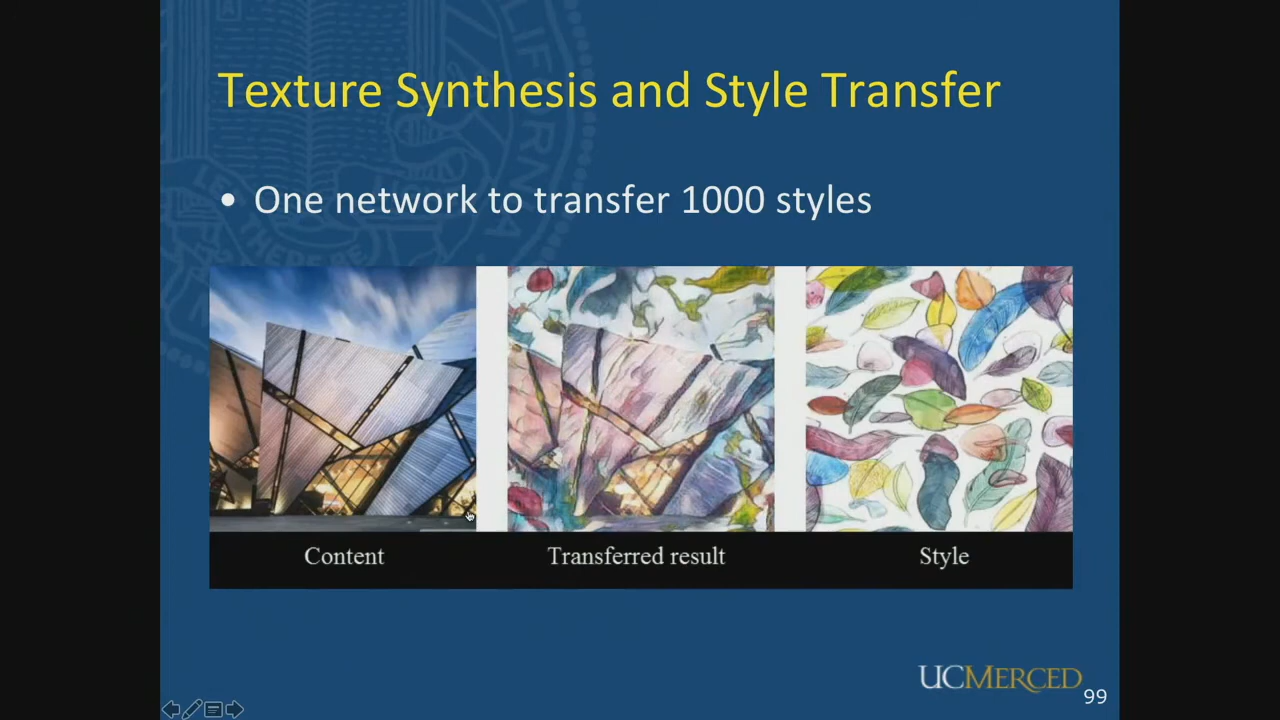 Texture Synthesis and Style Transfer
• One network to transfer 1000 styles
Content
Transferred result
Style
UCMERCED
99